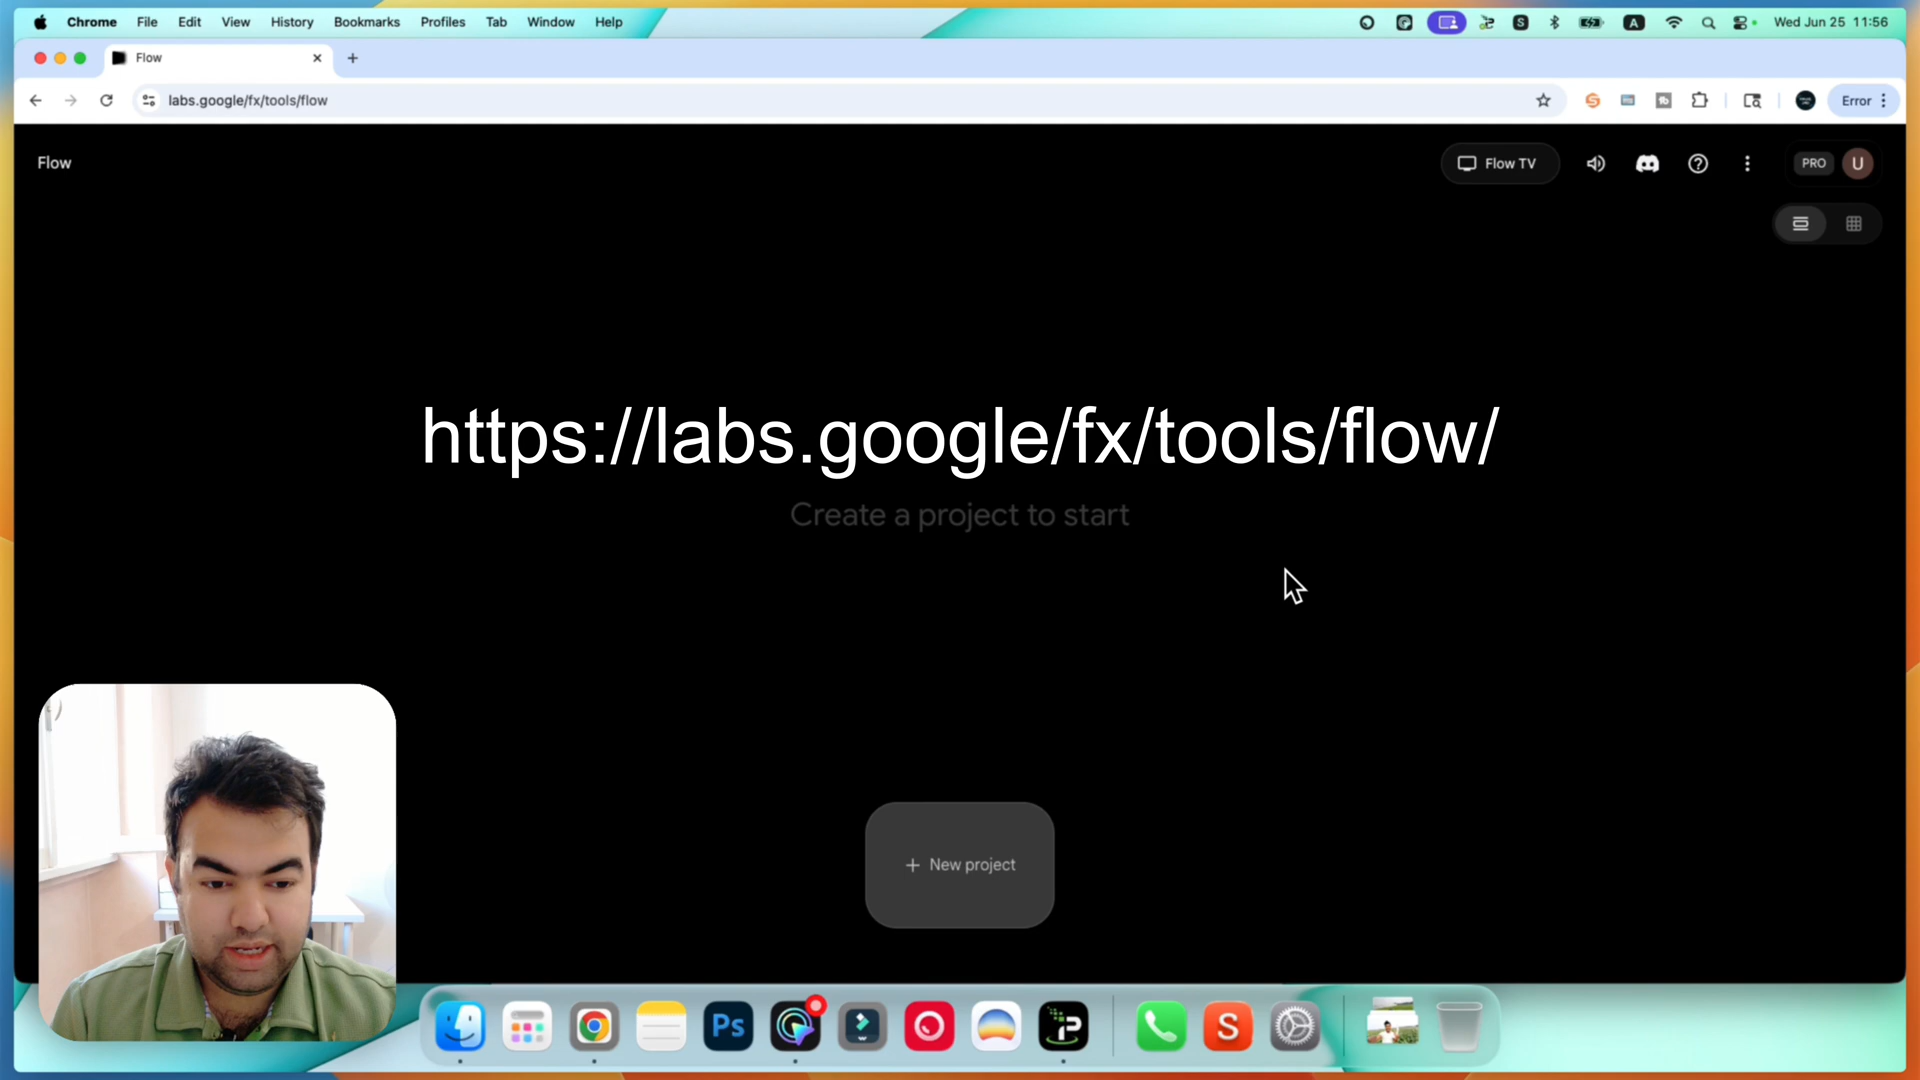 Chrome File Edit View History Bookmarks Profiles Tab Window Help
A
S
Wed Jun 25 11:56
Flow
labs.google/fx/tools/flow
Error
Flow
Flow TV
PRO
U
https://labs.google/fx/tools/flow/
Create a project to start
+ New project
Ps
S